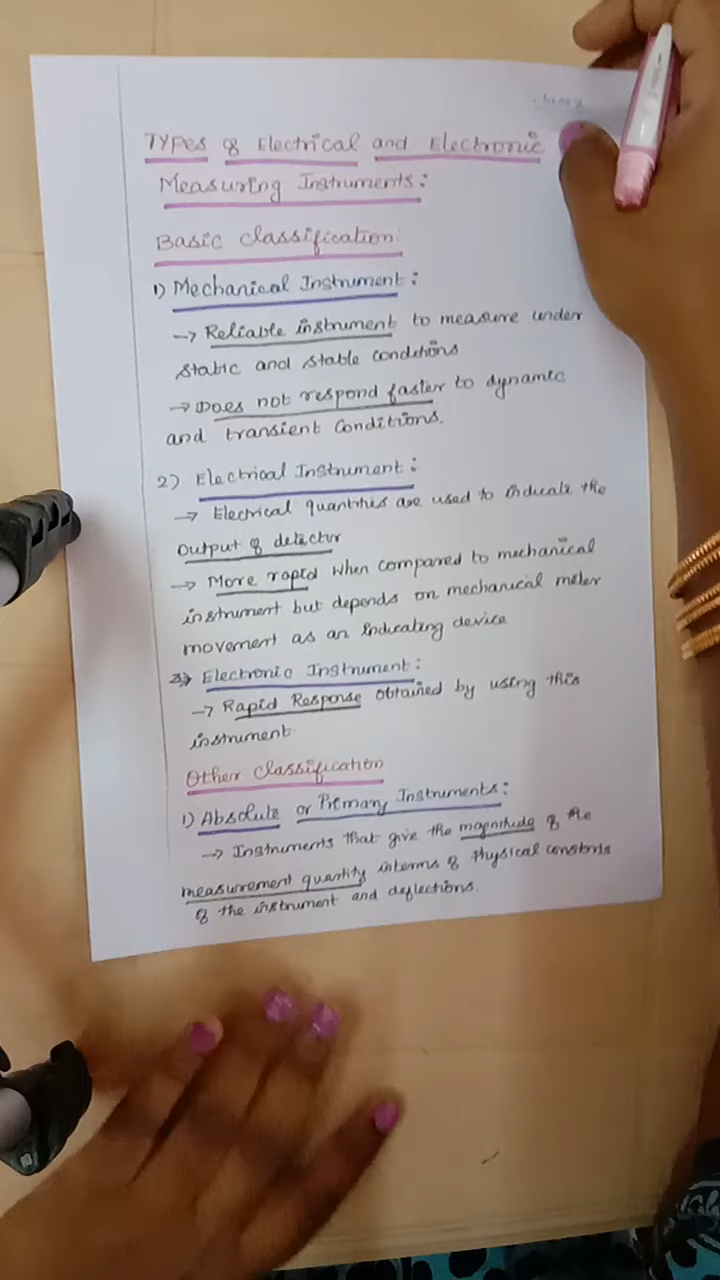 Types of Electrical and Electronic
Measuring Instruments:
Basic classification:
1) Mechanical Instrument:
→ Reliable instrument to measure under
static and stable conditions
→ Does not respond faster to dynamic
and transient conditions.
2) Electrical Instrument:
→ Electrical quantities are used to indicate the
output of detector
→ More rapid when compared to mechanical
instrument but depends on mechanical meter
movement as an indicating device
3) Electronic Instrument:
→ Rapid Response obtained by using this
instrument
Other classification
1) Absolute or Primary Instruments:
→ Instruments that give the magnitude of the
measurement quantity interms of physical constants
of the instrument and deflections.